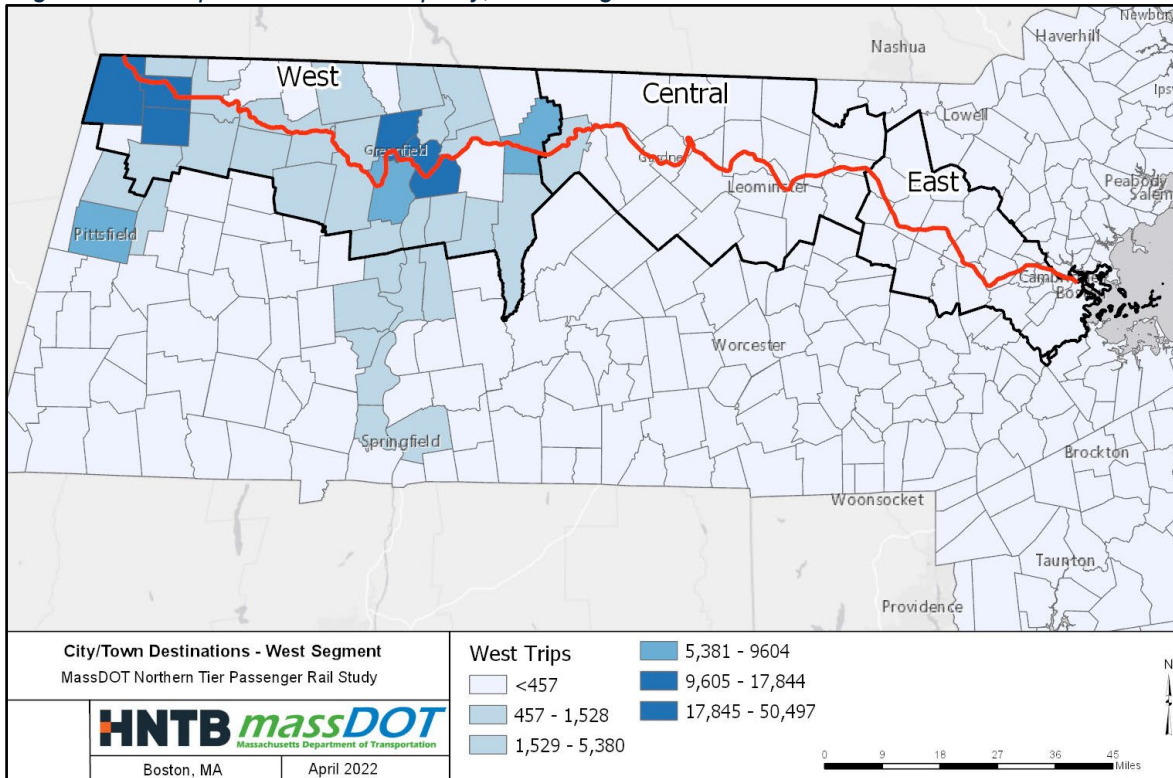 Nashua
Haverhill
West
Central
Lowell
East
Greenfield
Gardner
Leominster
Peabody
Salem
Pittsfield
Worcester
Springfield
Brockton
Woonsocket
Taunton
Providence
City/Town Destinations - West Segment
MassDOT Northern Tier Passenger Rail Study
HNTB massDOT
Massachusetts Department of Transportation
Boston, MA April 2022
West Trips
<457
457 - 1,528
1,529 - 5,380
5,381 - 9604
9,605 - 17,844
17,845 - 50,497
0 9 18 27 36 45
Miles
N